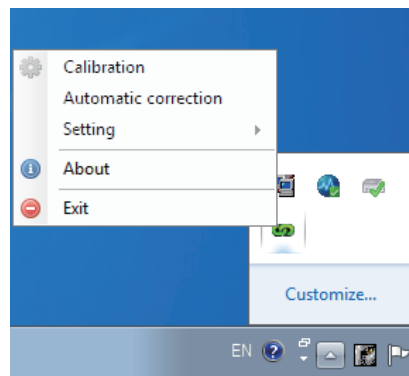 Calibration
Automatic correction
Setting
About
Exit
Customize...
EN